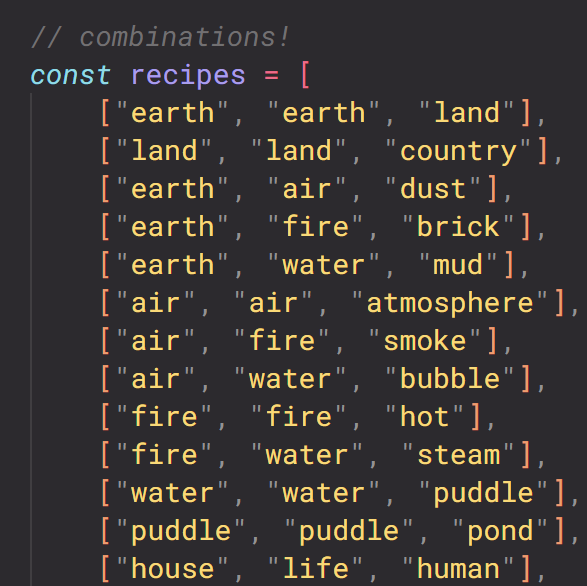 // combinations!
const recipes = [
["earth", "earth", "land"],
["land", "land", "country"],
["earth", "air", "dust"],
["earth", "fire", "brick"],
["earth", "water", "mud"],
["air", "air", "atmosphere"],
["air", "fire", "smoke"],
["air", "water", "bubble"],
["fire", "fire", "hot"],
["fire", "water", "steam"],
["water", "water", "puddle"],
["puddle", "puddle", "pond"],
["house", "life", "human"],